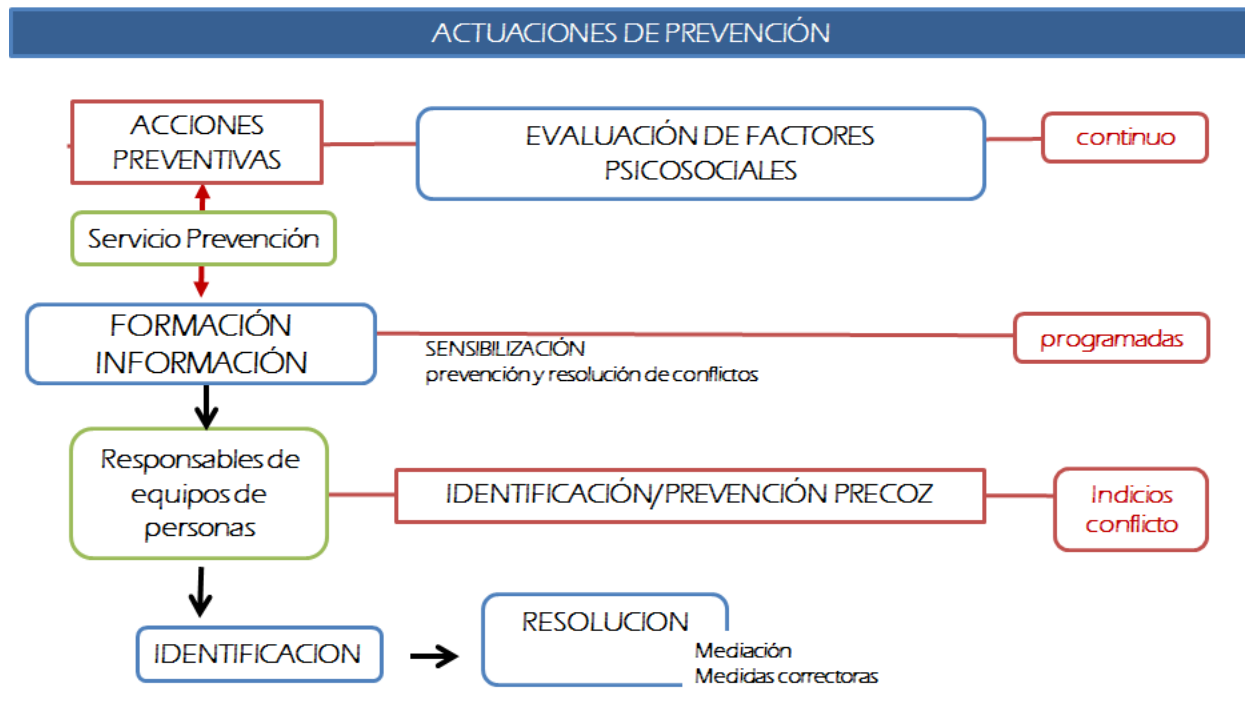 ACTUACIONES DE PREVENCIÓN
ACCIONES
PREVENTIVAS
EVALUACIÓN DE FACTORES
PSICOSOCIALES
continuo
Servicio Prevención
FORMACIÓN
INFORMACIÓN
SENSIBILIZACIÓN
prevención y resolución de conflictos
programadas
Responsables de
equipos de
personas
IDENTIFICACIÓN/PREVENCIÓN PRECOZ
Indicios
conflicto
IDENTIFICACION
RESOLUCION
Mediación
Medidas correctoras